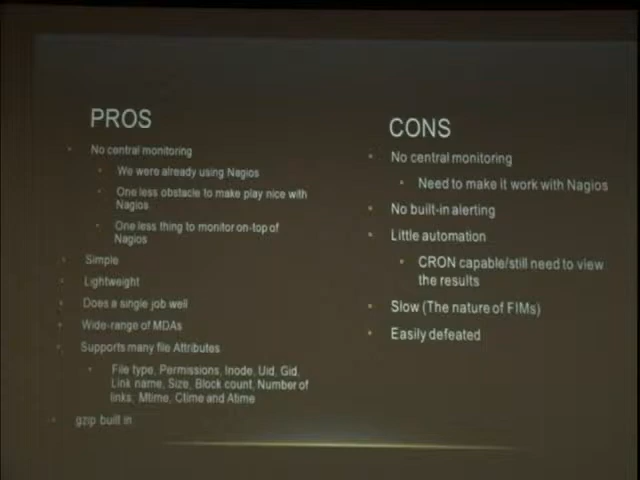 PROS
No central monitoring
We were already using Nagios
One less obstacle to make play nice with
Nagios
One less thing to monitor on-top of
Nagios
Simple
Lightweight
Does a single job well
Wide-range of MDAs
Supports many file Attributes
File type, Permissions, Inode, Uid, Gid,
Link name, Size, Block count, Number of
links, Mtime, Ctime and Atime
gzip built in
CONS
No central monitoring
Need to make it work with Nagios
No built-in alerting
Little automation
CRON capable/still need to view
the results
Slow (The nature of FIMs)
Easily defeated